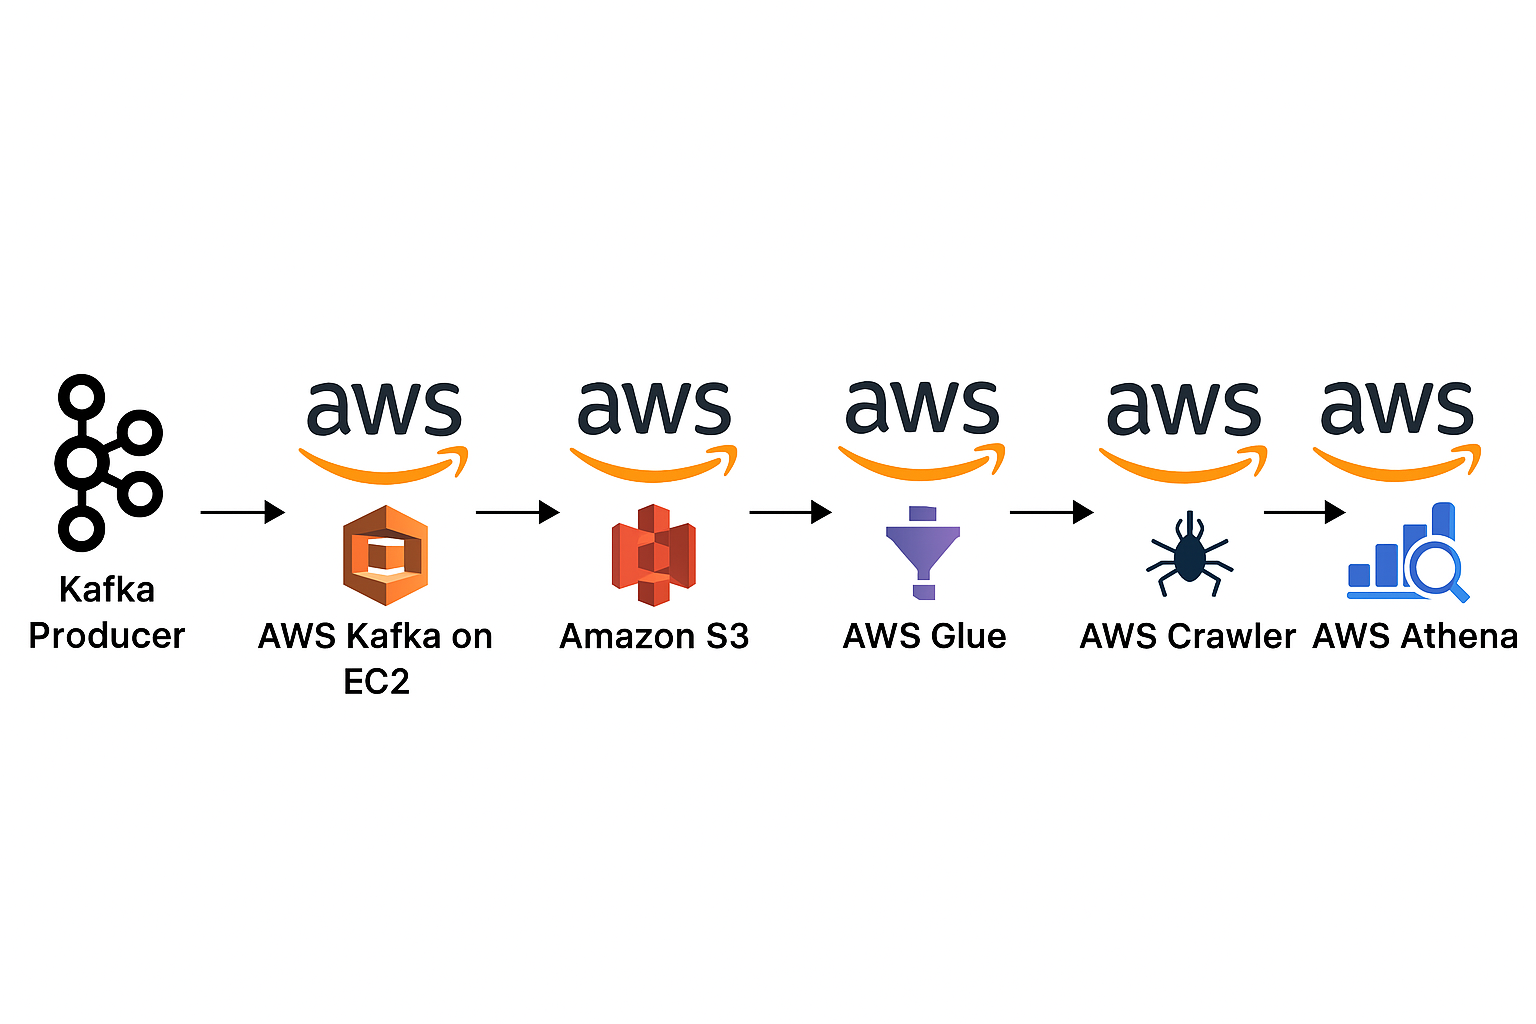 aws
aws
aws
aws
aws
Kafka
Producer
AWS Kafka on
EC2
Amazon S3
AWS Glue
AWS Crawler
AWS Athena